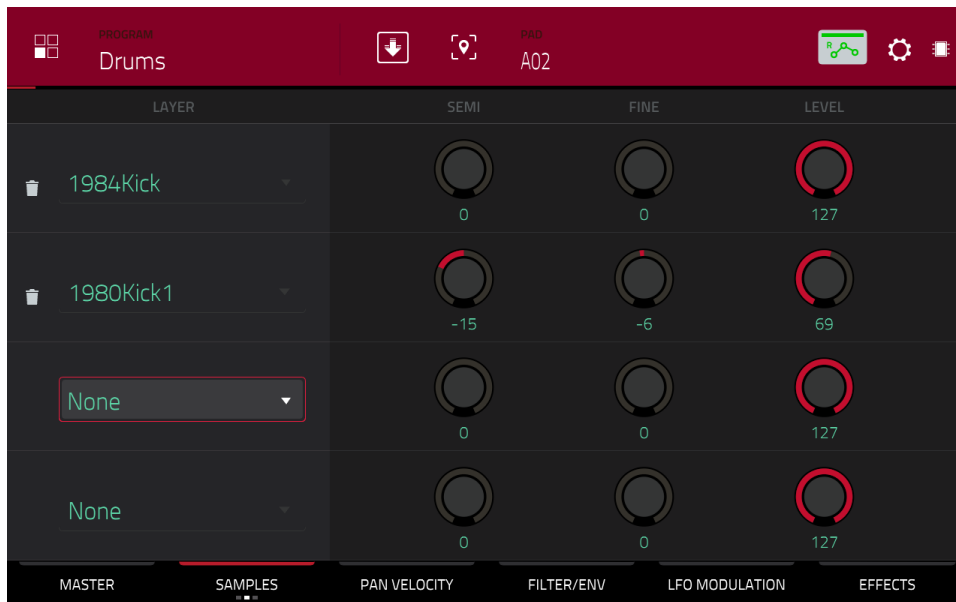 PROGRAM
Drums
PAD
A02
R
LAYER SEMI FINE LEVEL
1984Kick
0 0 127
1980Kick1
-15 -6 69
None
0 0 127
None
0 0 127
MASTER SAMPLES PAN VELOCITY FILTER/ENV LFO MODULATION EFFECTS